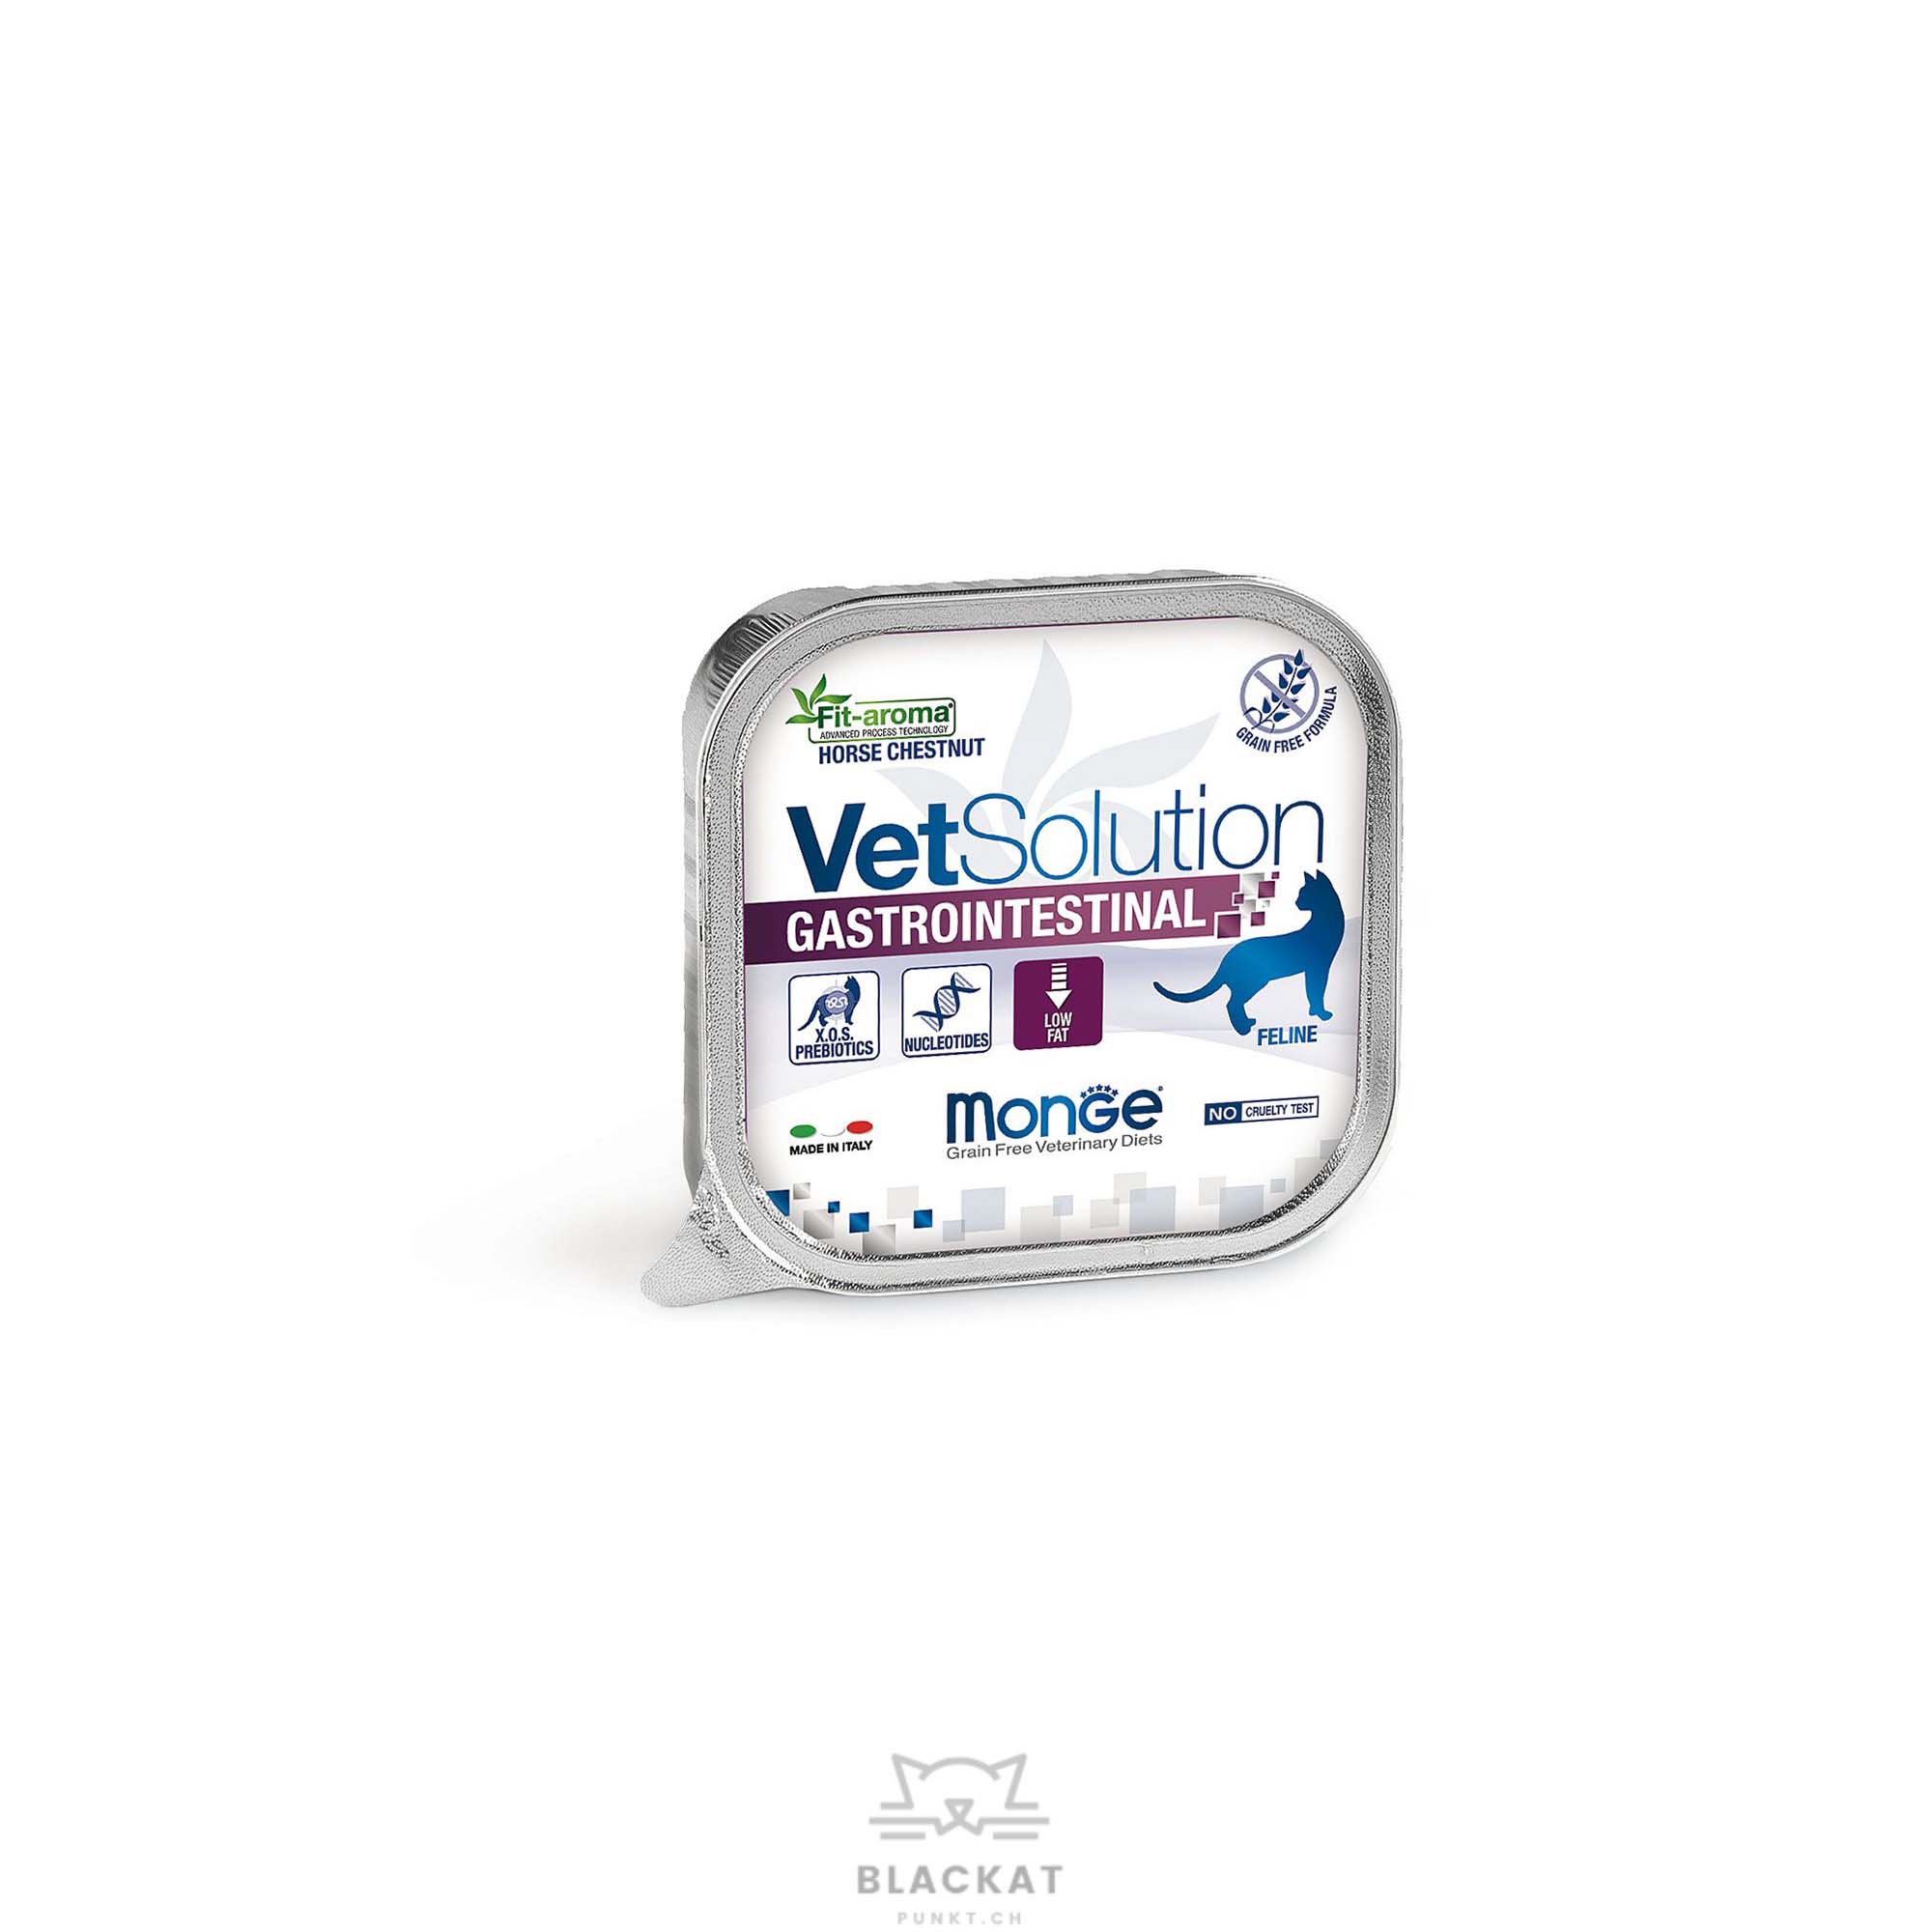 Fit-aroma®
ADVANCED PROCESS TECHNOLOGY
HORSE CHESTNUT
GRAIN FREE FORMULA
VetSolution
GASTROINTESTINAL
X.O.S.
PREBIOTICS
NUCLEOTIDES
LOW
FAT
FELINE
MADE IN ITALY
monGe®
Grain Free Veterinary Diets
NO CRUELTY TEST
BLACKAT
PUNKT.CH